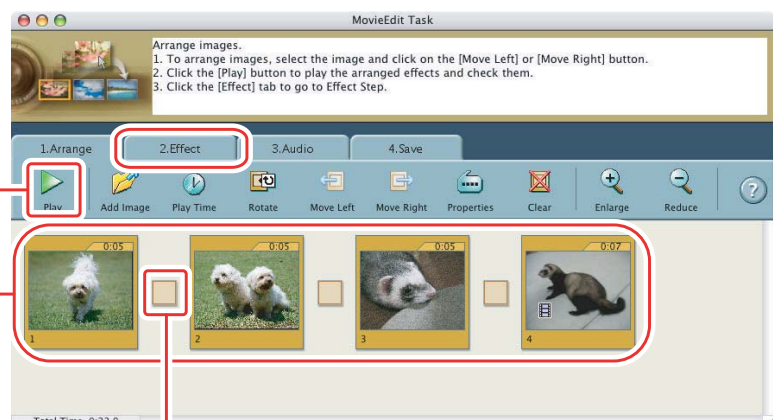 MovieEdit Task
Arrange images.
1. To arrange images, select the image and click on the [Move Left] or [Move Right] button.
2. Click the [Play] button to play the arranged effects and check them.
3. Click the [Effect] tab to go to Effect Step.
1.Arrange 2.Effect 3.Audio 4.Save
Play Add Image Play Time Rotate Move Left Move Right Properties Clear Enlarge Reduce ?
0:05 0:05 0:05 0:07
1 2 3 4
Total Time